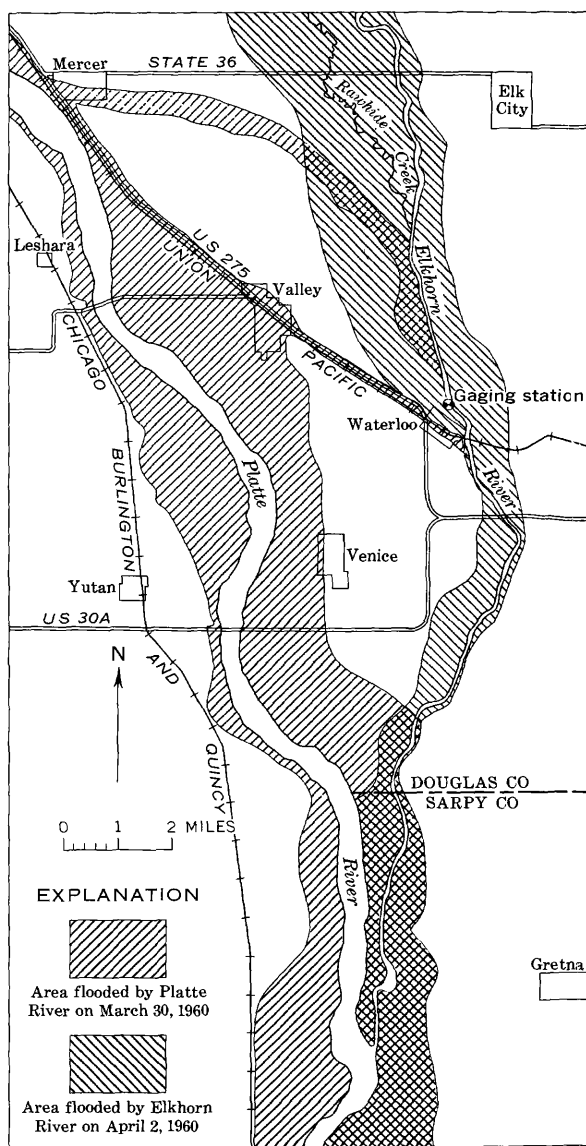 Mercer
STATE 36
Elk
City
Rawhide
Creek
Elkhorn
Leshara
US 275
UNION
Valley
PACIFIC
CHICAGO
Gaging station
Waterloo
River
Platte
BURLINGTON
Venice
Yutan
US 30A
N
AND
QUINCY
DOUGLAS CO
SARPY CO
0 1 2 MILES
River
EXPLANATION
Area flooded by Platte
River on March 30, 1960
Gretna
Area flooded by Elkhorn
River on April 2, 1960